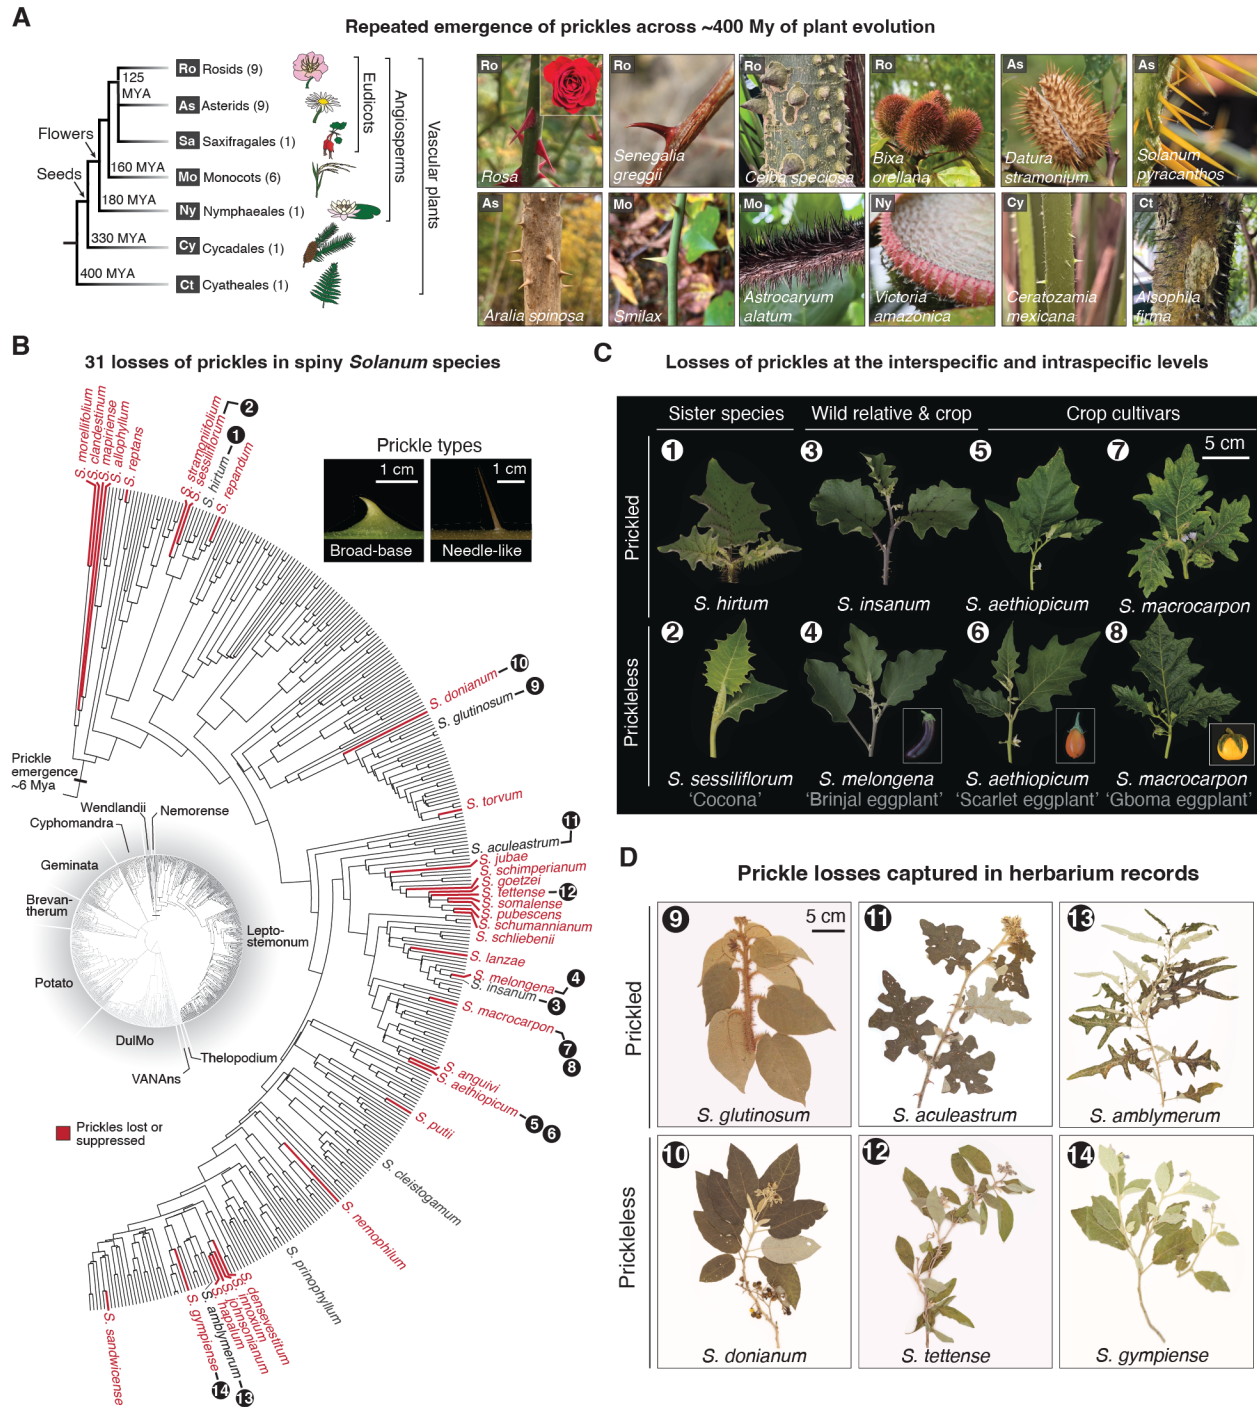 A
Repeated emergence of prickles across ~400 My of plant evolution
125
MYA
Ro Rosids (9)
As Asterids (9)
Sa Saxifragales (1)
Mo Monocots (6)
Ny Nymphaeales (1)
Cy Cycadales (1)
Ct Cyatheales (1)
Flowers
Seeds
160 MYA
180 MYA
330 MYA
400 MYA
Eudicots
Angiosperms
Vascular plants
Ro
Rosa
Ro
Senegalia
greggii
Ro
Ceiba speciosa
Ro
Bixa
orellana
As
Datura
stramonium
As
Solanum
pyracanthos
As
Aralia spinosa
Mo
Smilax
Mo
Astrocaryum
alatum
Ny
Victoria
amazonica
Cy
Ceratozamia
mexicana
Ct
Alsophila
firma
B
31 losses of prickles in spiny Solanum species
S. morellifolium
S. clandestinum
S. mapiriense
S. allophyllum
S. reptans
S. stramoniifolium
S. sessiliflorum
2
S. hirtum
1
S. repandum
Prickle types
1 cm
Broad-base
1 cm
Needle-like
S. donianum
10
S. glutinosum
9
S. torvum
11
S. aculeastrum
S. jubae
S. schimperianum
S. goetzei
S. tettense
12
S. somalense
S. pubescens
S. schumannianum
S. schliebenii
S. lanzae
S. melongena
4
S. insanum
3
S. macrocarpon
7
8
S. anguivi
S. aethiopicum
5
6
S. putii
S. cleistogamum
S. nemophilum
S. prinophyllum
S. densevestitum
S. innoxium
S. johnsonianum
S. hapalum
S. amblymerum
13
S. gympiense
14
S. sandwicense
Prickle
emergence
~6 Mya
Wendlandii
Nemorense
Cyphomandra
Geminata
Brevan-
therum
Lepto-
stemonum
Potato
DulMo
Thelopodium
VANAns
Prickles lost or
suppressed
C
Losses of prickles at the interspecific and intraspecific levels
Sister species
Wild relative & crop
Crop cultivars
Prickled
1
3
5
7
5 cm
S. hirtum
S. insanum
S. aethiopicum
S. macrocarpon
Prickleless
2
4
6
8
S. sessiliflorum
S. melongena
S. aethiopicum
S. macrocarpon
‘Cocona’
‘Brinjal eggplant’
‘Scarlet eggplant’
‘Gboma eggplant’
D
Prickle losses captured in herbarium records
Prickled
9
5 cm
11
13
S. glutinosum
S. aculeastrum
S. amblymerum
Prickleless
10
12
14
S. donianum
S. tettense
S. gympiense